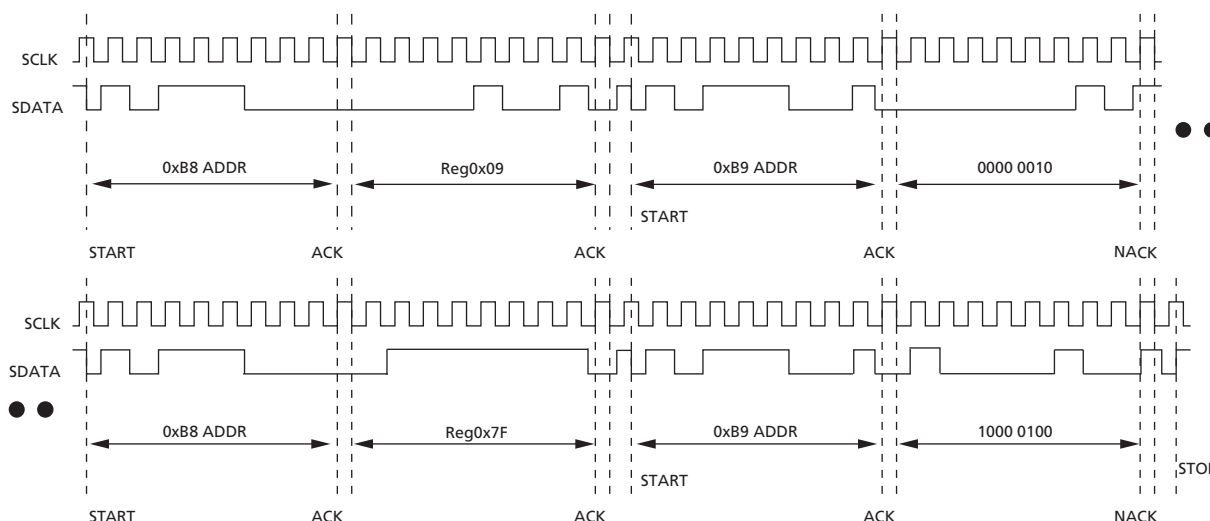 SCLK
SDATA
0xB8 ADDR Reg0x09 0xB9 ADDR 0000 0010
START
START ACK ACK ACK NACK
SCLK
SDATA
0xB8 ADDR Reg0x7F 0xB9 ADDR 1000 0100
START
STOP
START ACK ACK ACK NACK